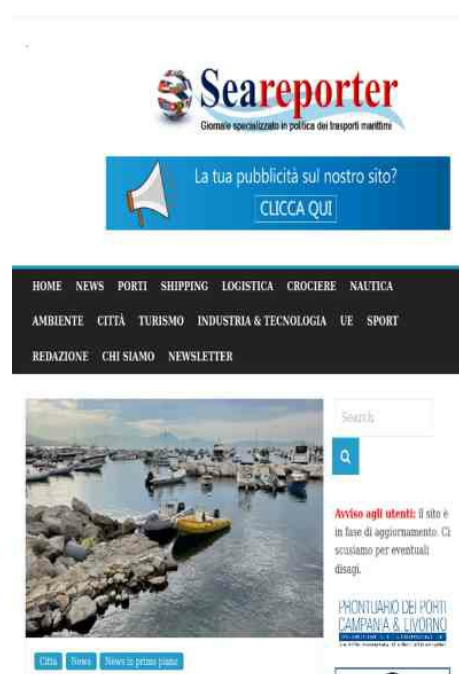 Seareporter
Giornale specializzato in politica dei trasporti marittimi
La tua pubblicità sul nostro sito?
CLICCA QUI
HOME NEWS PORTI SHIPPING LOGISTICA CROCIERE NAUTICA
AMBIENTE CITTÀ TURISMO INDUSTRIA & TECNOLOGIA UE SPORT
REDAZIONE CHI SIAMO NEWSLETTER
Search
Avviso agli utenti: il sito è
in fase di aggiornamento. Ci
scusiamo per eventuali
disagi.
PRONTUARIO DEI PORTI
CAMPANIA & LIVORNO
Città News News in primo piano